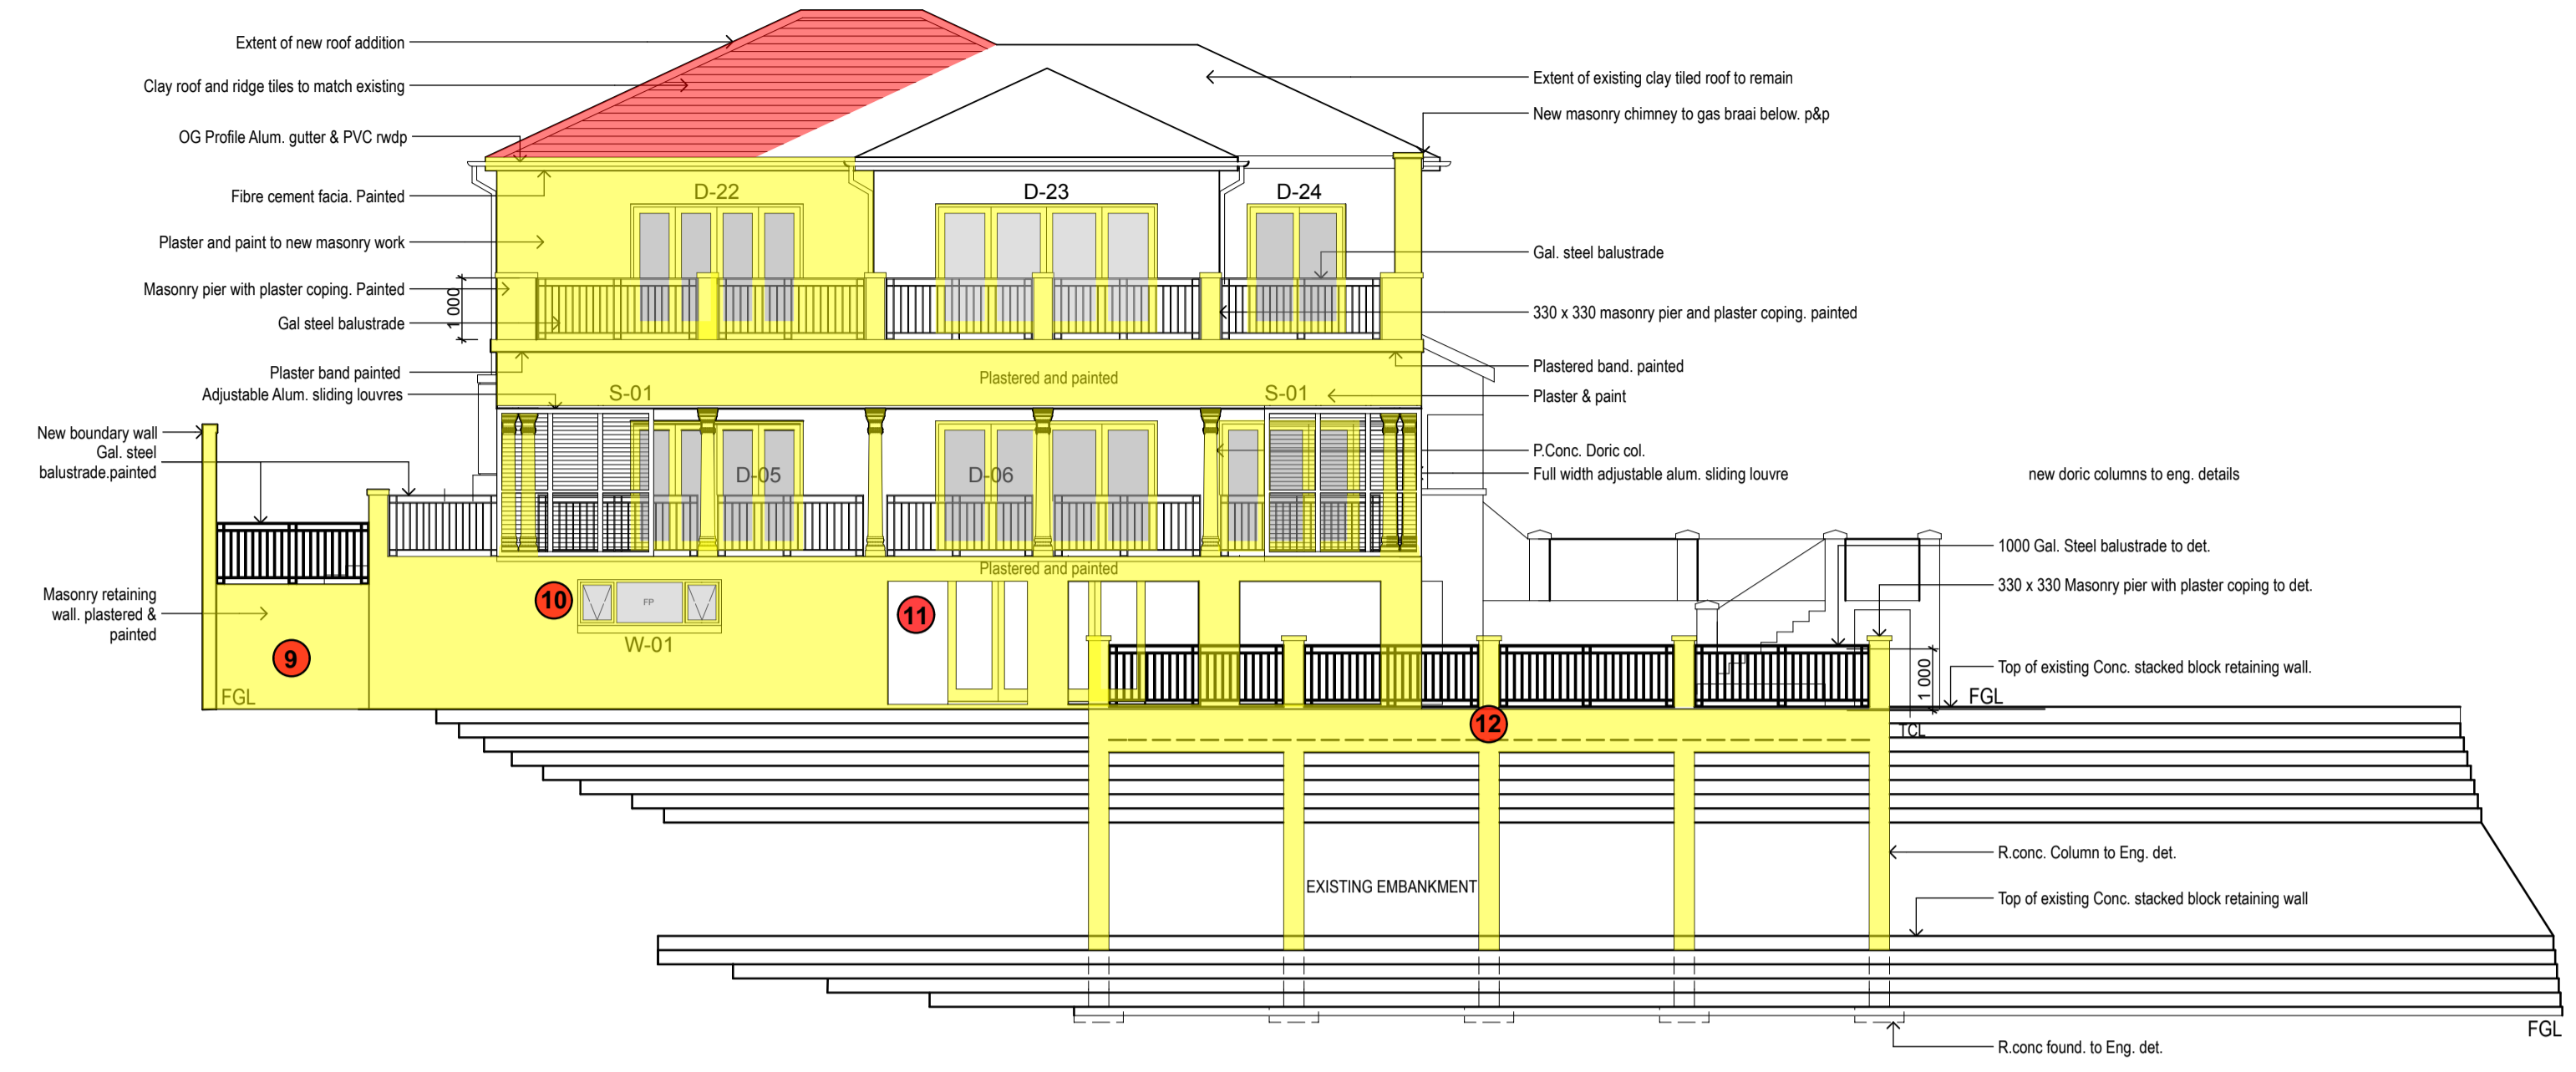 Extent of new roof addition
Clay roof and ridge tiles to match existing
OG Profile Alum. gutter & PVC rwdp
Fibre cement facia. Painted
Plaster and paint to new masonry work
Masonry pier with plaster coping. Painted
1 000
Gal steel balustrade
Plaster band painted
Adjustable Alum. sliding louvres
New boundary wall
Gal. steel
balustrade.painted
Masonry retaining
wall. plastered &
painted
9
FGL
D-22
D-23
D-24
Plastered and painted
S-01
S-01
D-05
D-06
Plastered and painted
10
FP
W-01
11
12
EXISTING EMBANKMENT
Extent of existing clay tiled roof to remain
New masonry chimney to gas braai below. p&p
Gal. steel balustrade
330 x 330 masonry pier and plaster coping. painted
Plastered band. painted
Plaster & paint
P.Conc. Doric col.
Full width adjustable alum. sliding louvre
new doric columns to eng. details
1000 Gal. Steel balustrade to det.
330 x 330 Masonry pier with plaster coping to det.
1 000
Top of existing Conc. stacked block retaining wall.
FGL
TCL
R.conc. Column to Eng. det.
Top of existing Conc. stacked block retaining wall
FGL
R.conc found. to Eng. det.